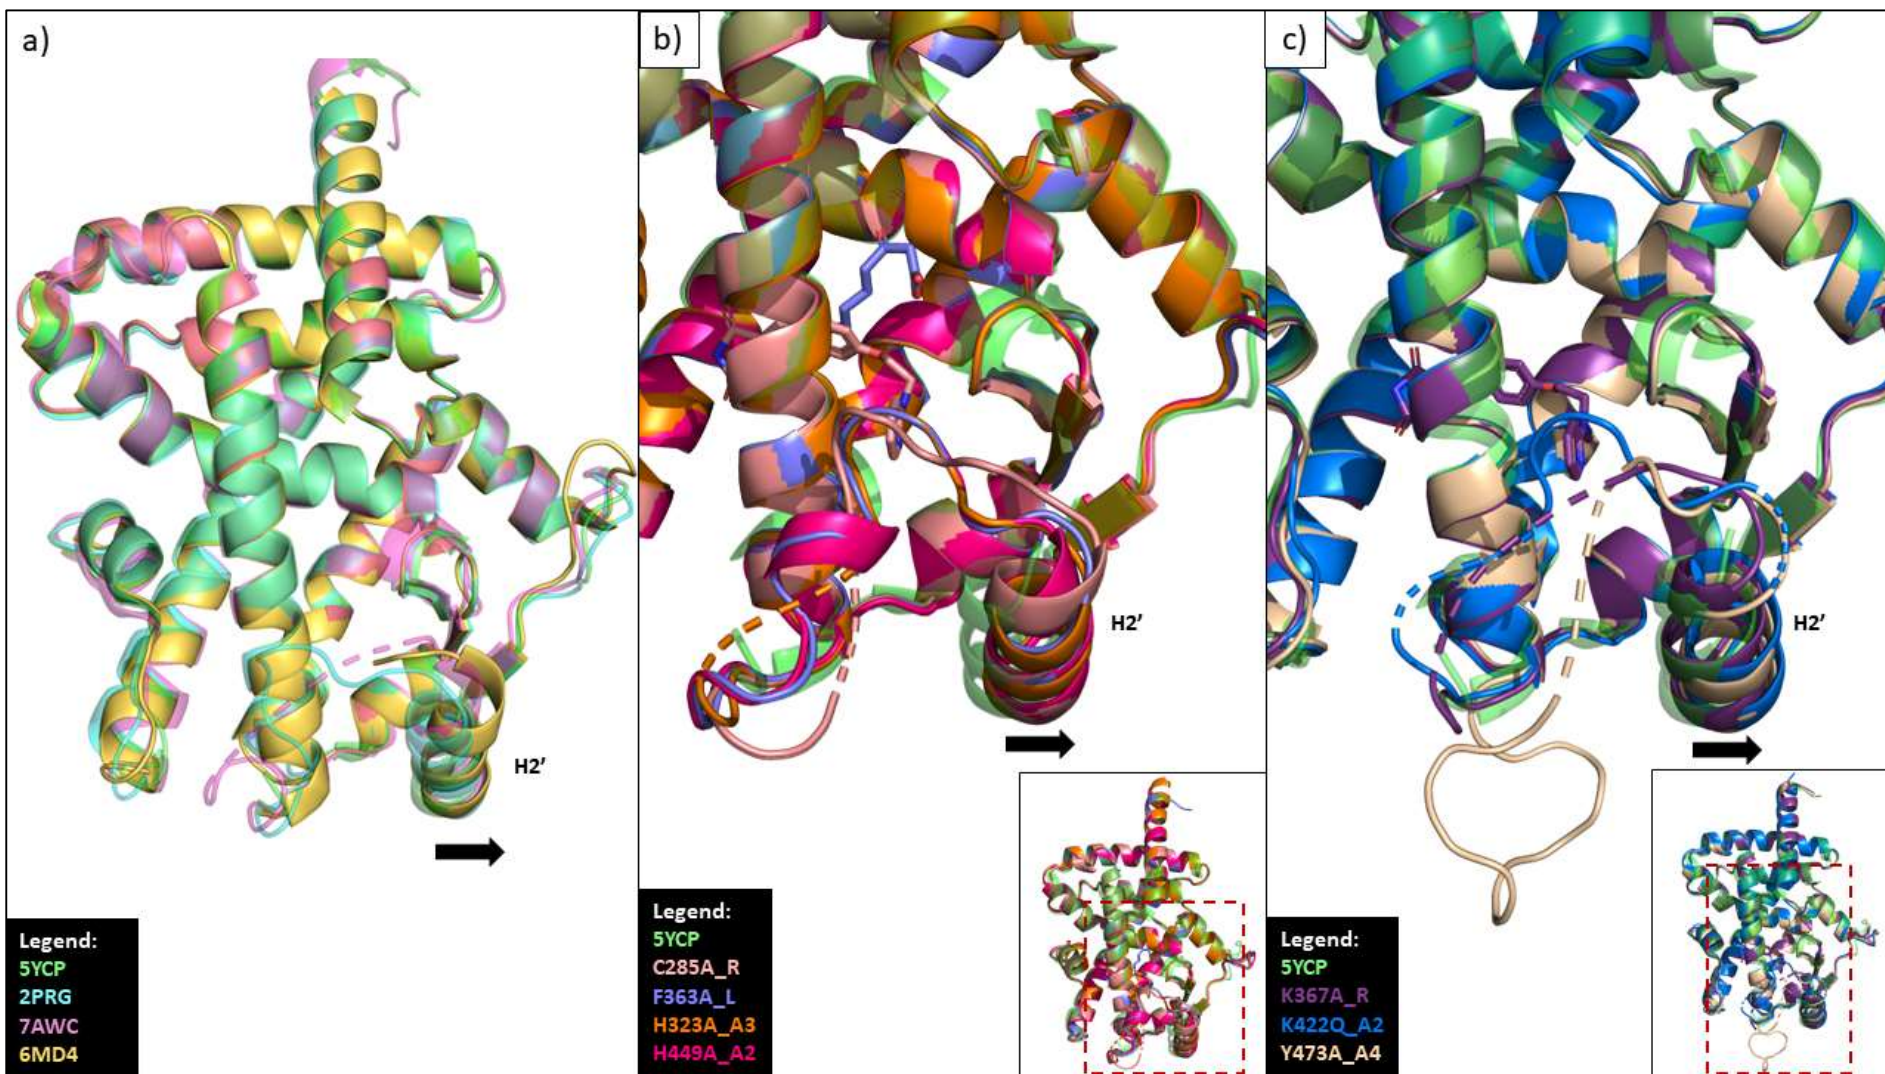 a)
H2’
Legend:
5YCP
2PRG
7AWC
6MD4
b)
H2’
Legend:
5YCP
C285A_R
F363A_L
H323A_A3
H449A_A2
c)
H2’
Legend:
5YCP
K367A_R
K422Q_A2
Y473A_A4